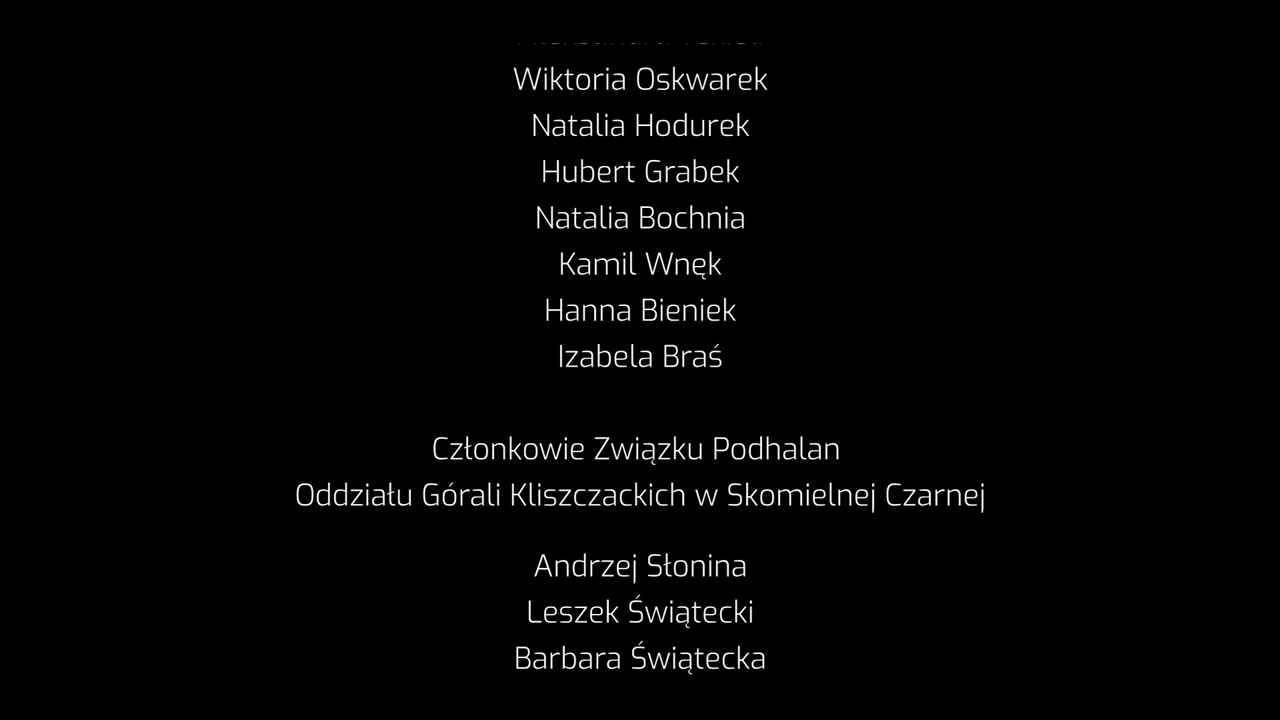 Wiktoria Oskwarek
Natalia Hodurek
Hubert Grabek
Natalia Bochnia
Kamil Wnęk
Hanna Bieniek
Izabela Braś
Członkowie Związku Podhalan
Oddziału Górali Kliszczackich w Skomielnej Czarnej
Andrzej Słonina
Leszek Świątecki
Barbara Świątecka